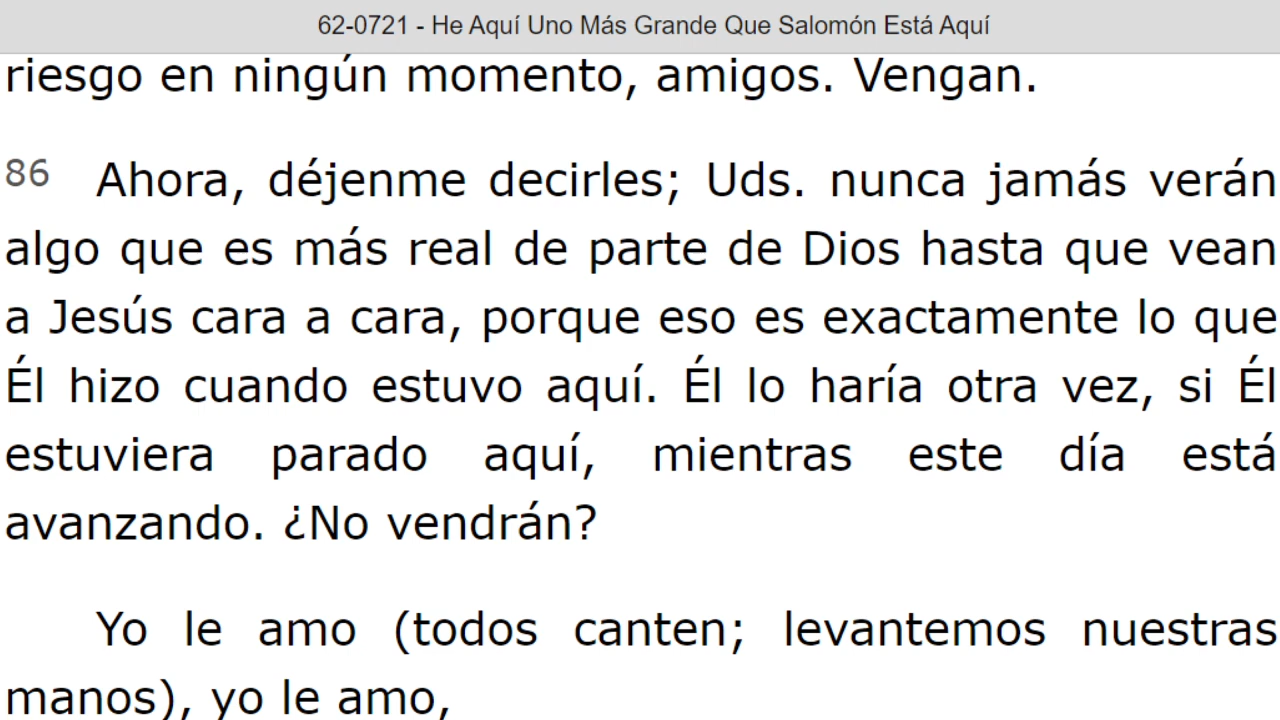 62-0721 - He Aquí Uno Más Grande Que Salomón Está Aquí
riesgo en ningún momento, amigos. Vengan.
86 Ahora, déjenme decirles; Uds. nunca jamás verán
algo que es más real de parte de Dios hasta que vean
a Jesús cara a cara, porque eso es exactamente lo que
Él hizo cuando estuvo aquí. Él lo haría otra vez, si Él
estuviera parado aquí, mientras este día está
avanzando. ¿No vendrán?
Yo le amo (todos canten; levantemos nuestras
manos), yo le amo,